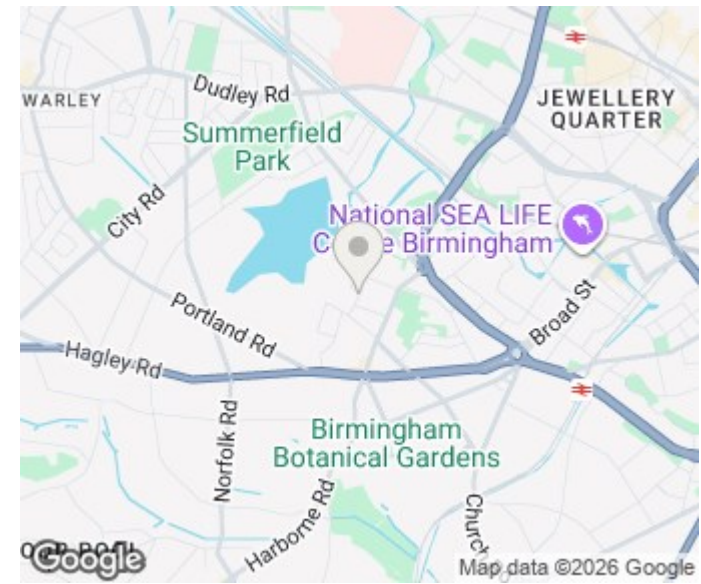 Dudley Rd
WARLEY
JEWELLERY
QUARTER
Summerfield
Park
City Rd
National SEA LIFE
Birmingham
Broad St
Portland Rd
Hagley Rd
Norfolk Rd
Birmingham
Botanical Gardens
Harborne Rd
Google
Map data ©2026 Google